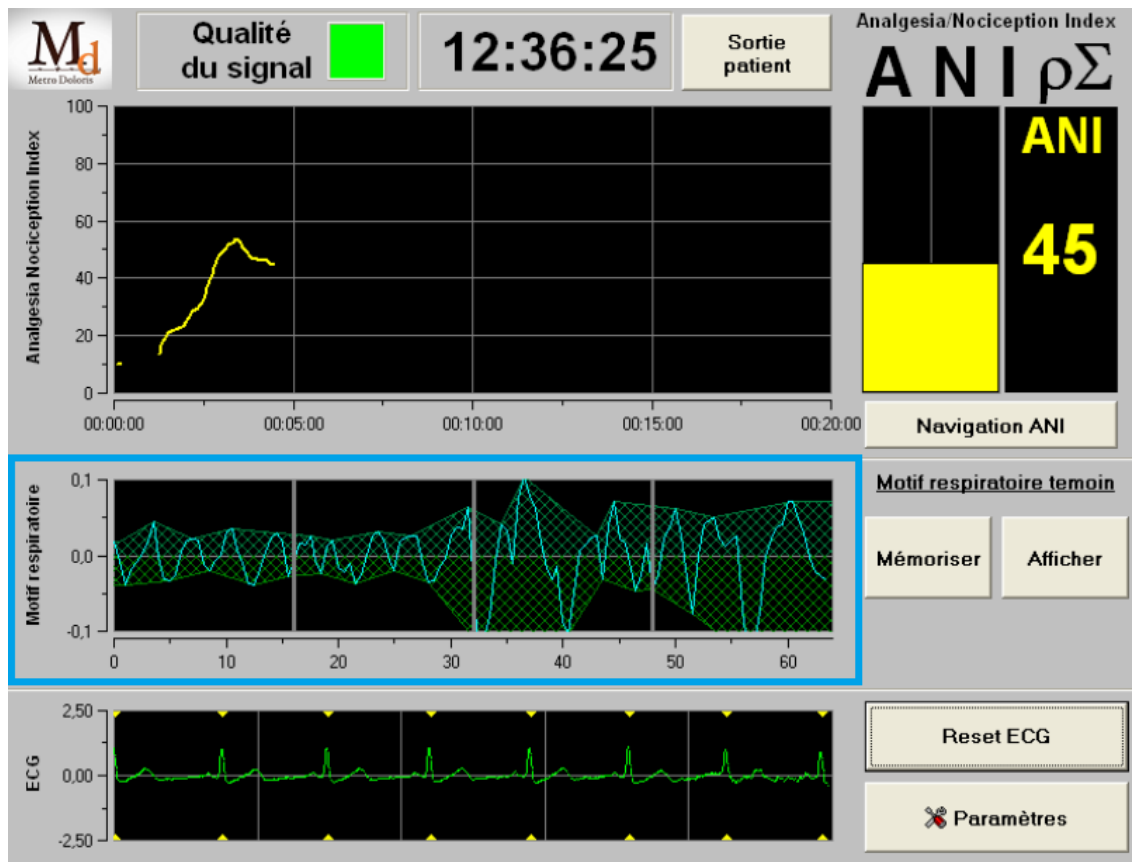 Md
Metro Doloris
Qualité
du signal
12:36:25
Sortie
patient
Analgesia/Nociception Index
A N I ρΣ
Analgesia Nociception Index
100
80
60
40
20
0
00:00:00 00:05:00 00:10:00 00:15:00 00:20:00
ANI
45
Navigation ANI
Motif respiratoire
0,1
0,0
-0,1
0 10 20 30 40 50 60
Motif respiratoire temoin
Mémoriser
Afficher
ECG
2,50
0,00
-2,50
Reset ECG
Paramètres